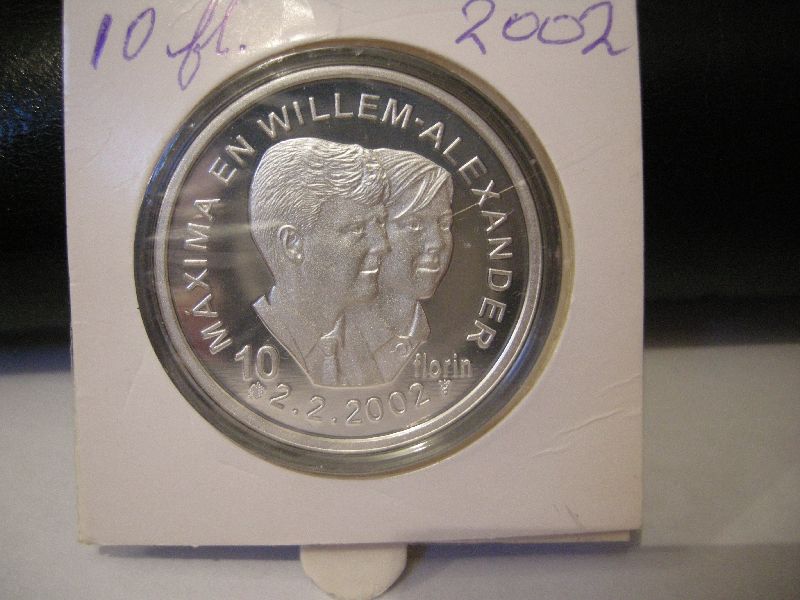 10 fl. 2002
MÁXIMA EN WILLEM-ALEXANDER
10 florin
2.2.2002